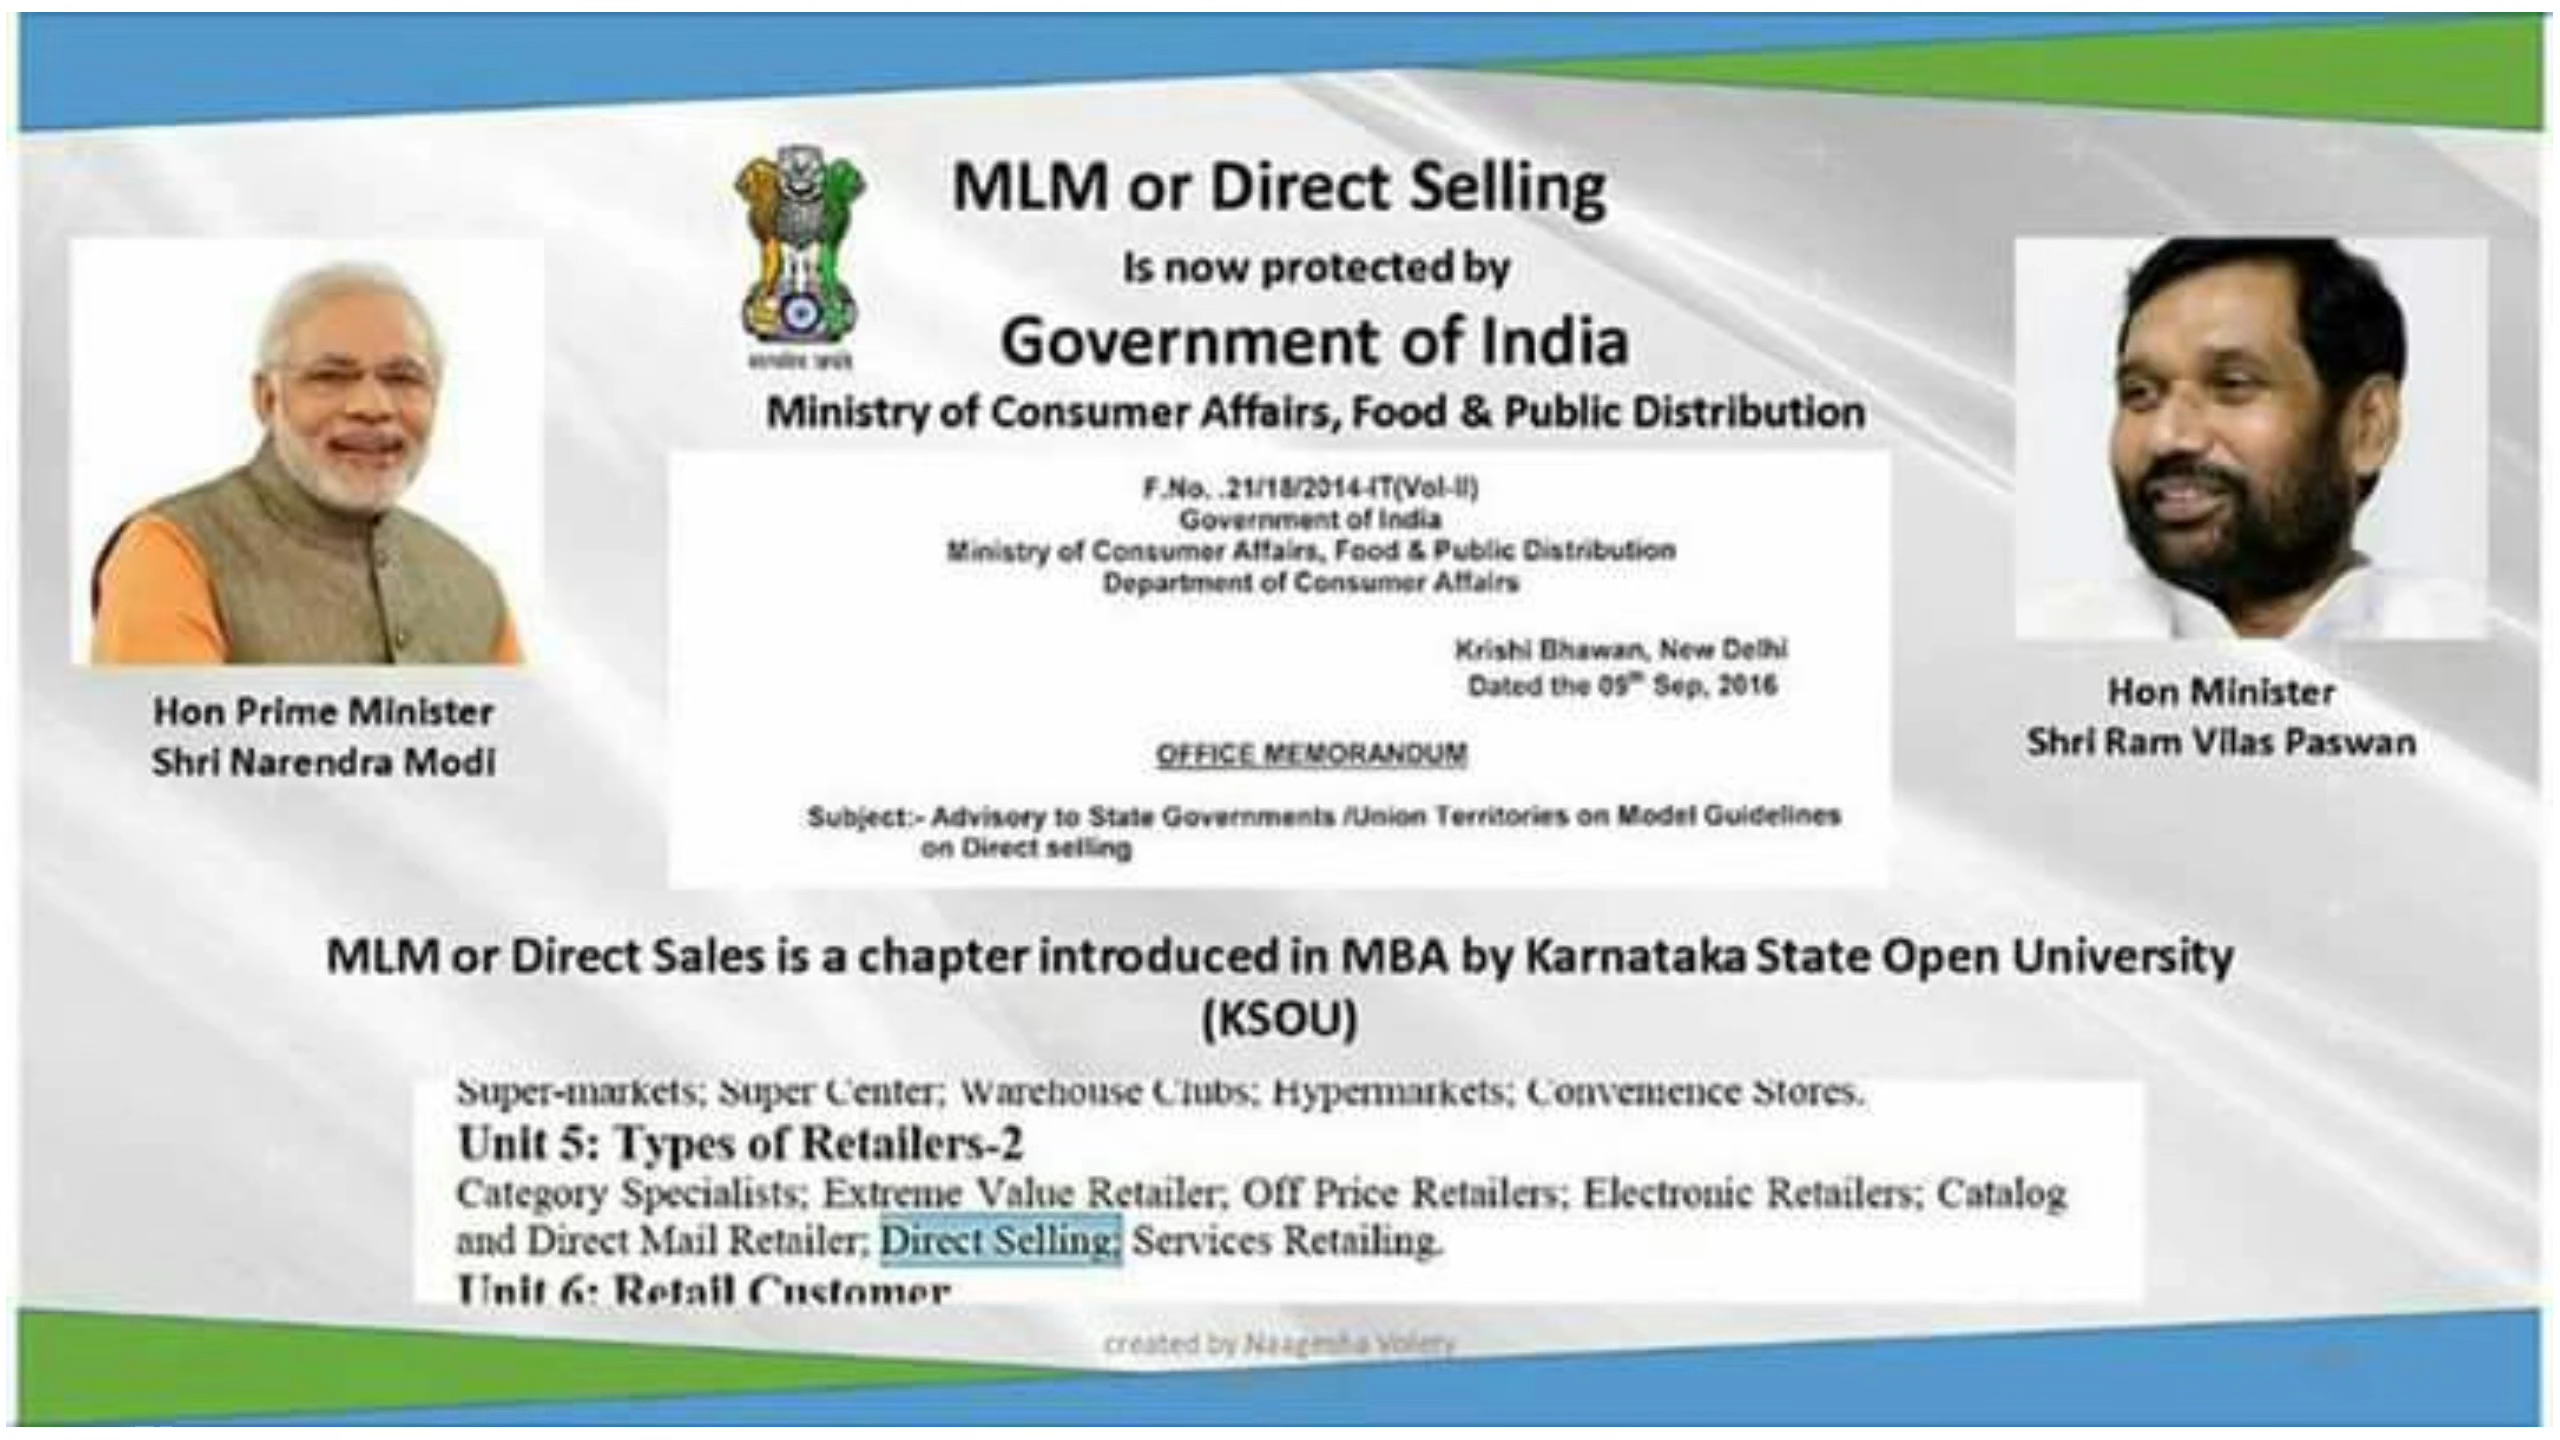 MLM or Direct Selling
Is now protected by
Government of India
Ministry of Consumer Affairs, Food & Public Distribution
F.No. .21/18/2014-IT(Vol-II)
Government of India
Ministry of Consumer Affairs, Food & Public Distribution
Department of Consumer Affairs
Krishi Bhawan, New Delhi
Dated the 09th Sep, 2016
OFFICE MEMORANDUM
Subject:- Advisory to State Governments /Union Territories on Model Guidelines
on Direct selling
Hon Prime Minister
Shri Narendra Modi
Hon Minister
Shri Ram Vilas Paswan
MLM or Direct Sales is a chapter introduced in MBA by Karnataka State Open University
(KSOU)
Super-markets; Super Center; Warehouse Clubs; Hypermarkets; Convenience Stores.
Unit 5: Types of Retailers-2
Category Specialists; Extreme Value Retailer; Off Price Retailers; Electronic Retailers; Catalog
and Direct Mail Retailer; Direct Selling; Services Retailing.
Unit 6: Retail Customer
created by Naagesha